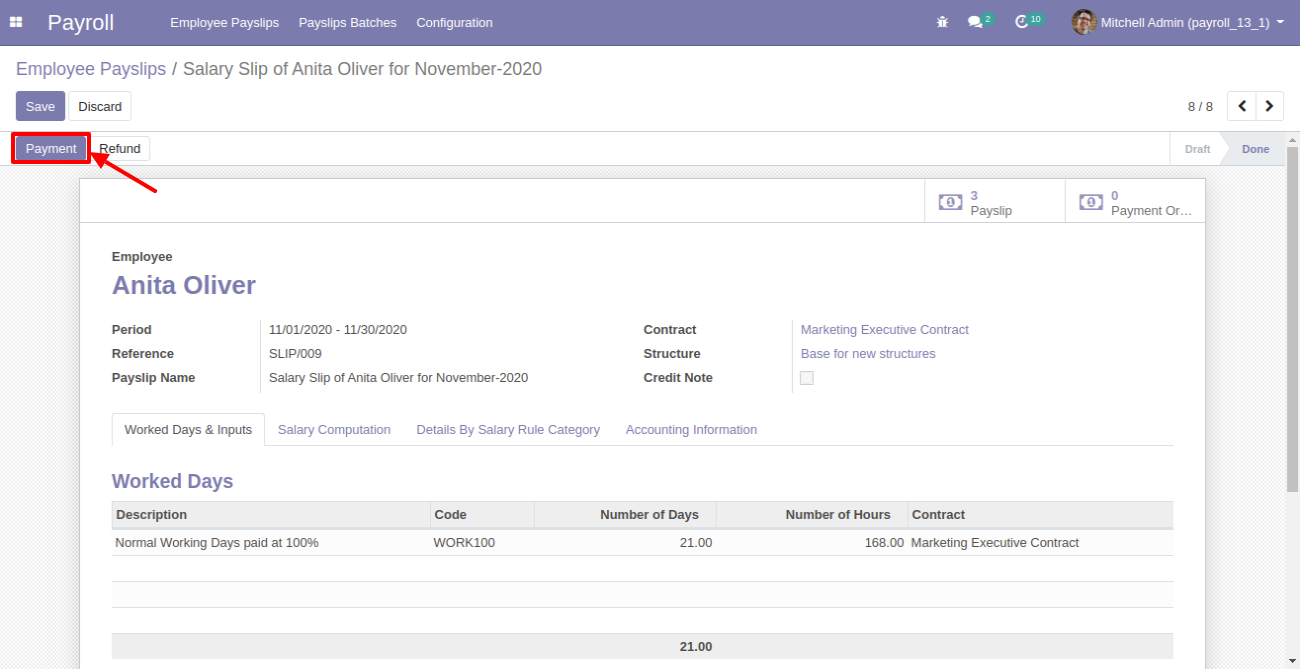 Payroll Employee Payslips Payslips Batches Configuration 2 10 Mitchell Admin (payroll_13_1)
Employee Payslips / Salary Slip of Anita Oliver for November-2020
Save Discard 8 / 8
Payment Refund Draft Done
3 Payslip
0 Payment Or...
Employee
Anita Oliver
Period 11/01/2020 - 11/30/2020 Contract Marketing Executive Contract
Reference SLIP/009 Structure Base for new structures
Payslip Name Salary Slip of Anita Oliver for November-2020 Credit Note
Worked Days & Inputs Salary Computation Details By Salary Rule Category Accounting Information
Worked Days
Description Code Number of Days Number of Hours Contract
Normal Working Days paid at 100% WORK100 21.00 168.00 Marketing Executive Contract
21.00